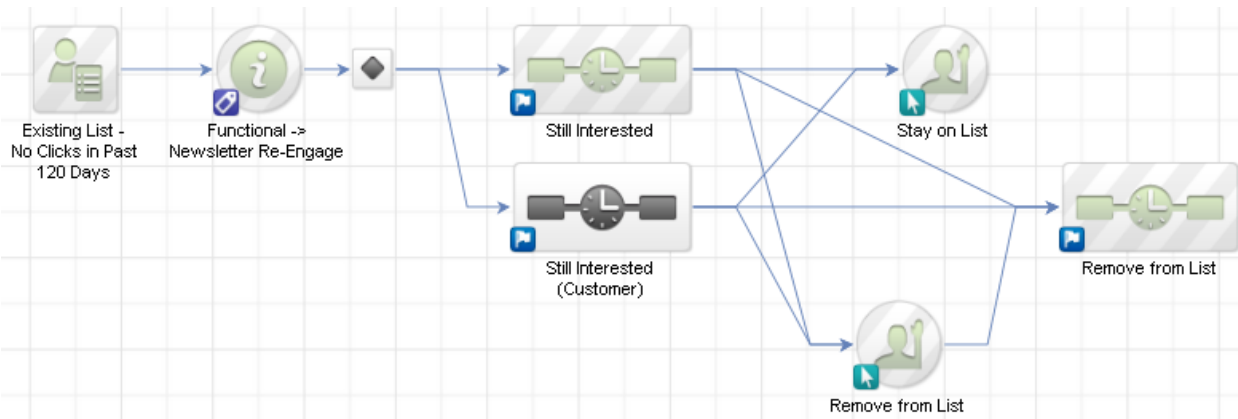 Existing List -
No Clicks in Past
120 Days
Functional ->
Newsletter Re-Engage
Still Interested
Stay on List
Still Interested
(Customer)
Remove from List
Remove from List